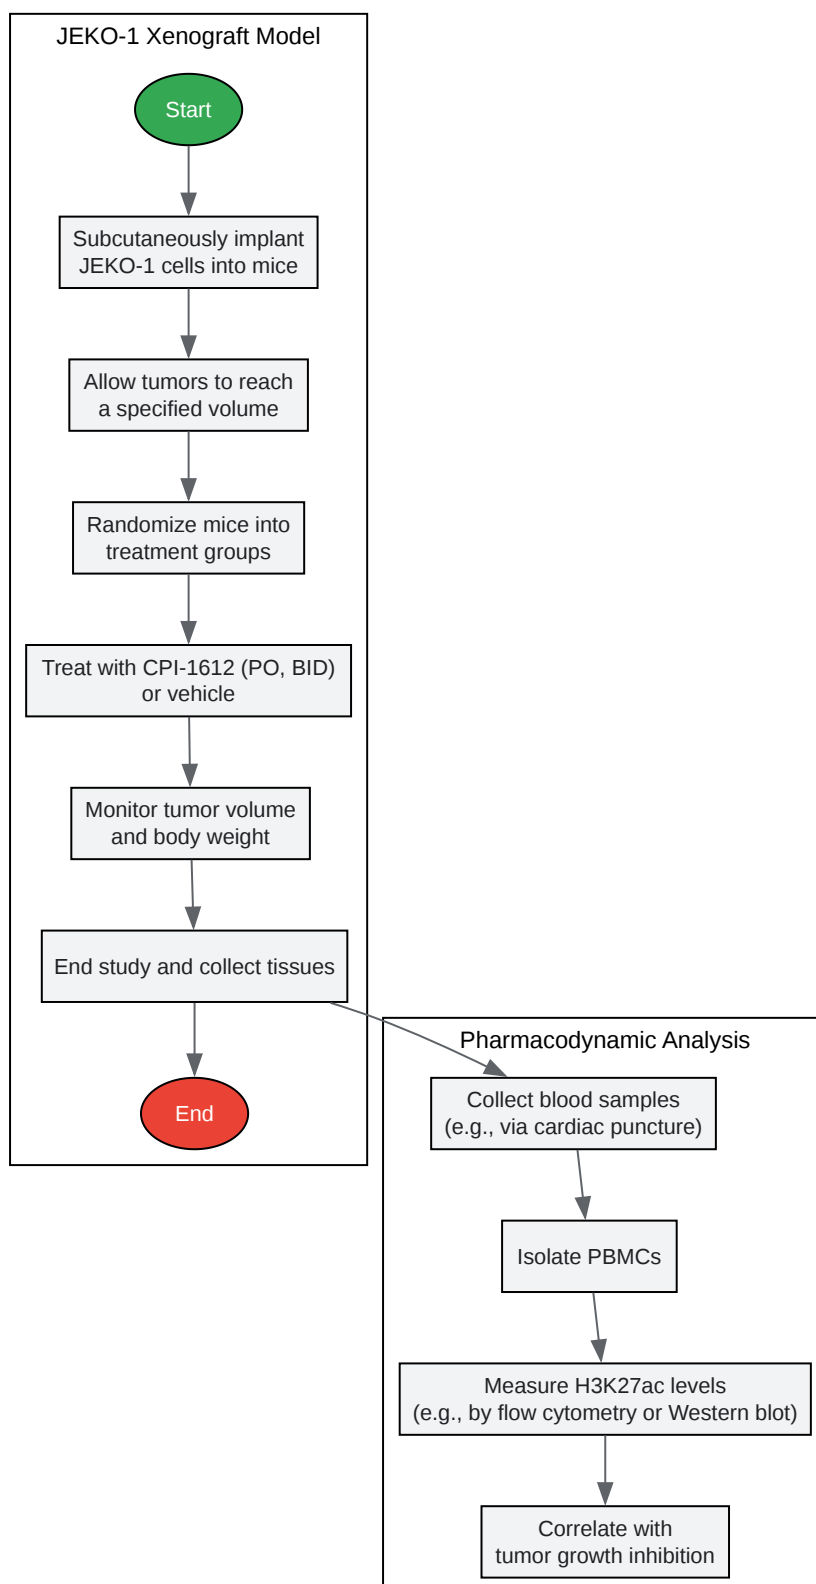 JEKO-1 Xenograft Model
Start
Subcutaneously implant
JEKO-1 cells into mice
Allow tumors to reach
a specified volume
Randomize mice into
treatment groups
Treat with CPI-1612 (PO, BID)
or vehicle
Monitor tumor volume
and body weight
End study and collect tissues
End
Pharmacodynamic Analysis
Collect blood samples
(e.g., via cardiac puncture)
Isolate PBMCs
Measure H3K27ac levels
(e.g., by flow cytometry or Western blot)
Correlate with
tumor growth inhibition